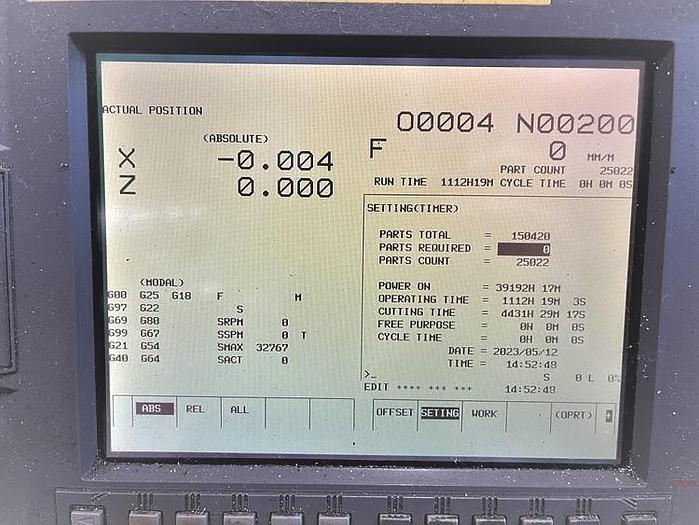 ACTUAL POSITION
O0004 N00200
(ABSOLUTE)
F 0 MM/M
X -0.004
Z 0.000
PART COUNT 25022
RUN TIME 1112H19M CYCLE TIME 0H 0M 0S
SETTING(TIMER)
PARTS TOTAL = 150420
PARTS REQUIRED = 0
PARTS COUNT = 25022
POWER ON = 39192H 17M
OPERATING TIME = 1112H 19M 3S
CUTTING TIME = 4431H 29M 17S
FREE PURPOSE = 0H 0M 0S
CYCLE TIME = 0H 0M 0S
DATE = 2023/05/12
TIME = 14:52:48
(MODAL)
G00 G25 G18 F M
G97 G22 S
G69 G80 SRPM 0
G99 G67 SSPM 0 T
G21 G54 SMAX 32767
G40 G64 SACT 0
>_
S 0 L 0%
EDIT **** *** *** 14:52:48
ABS REL ALL
OFFSET SETING WORK (OPRT) +